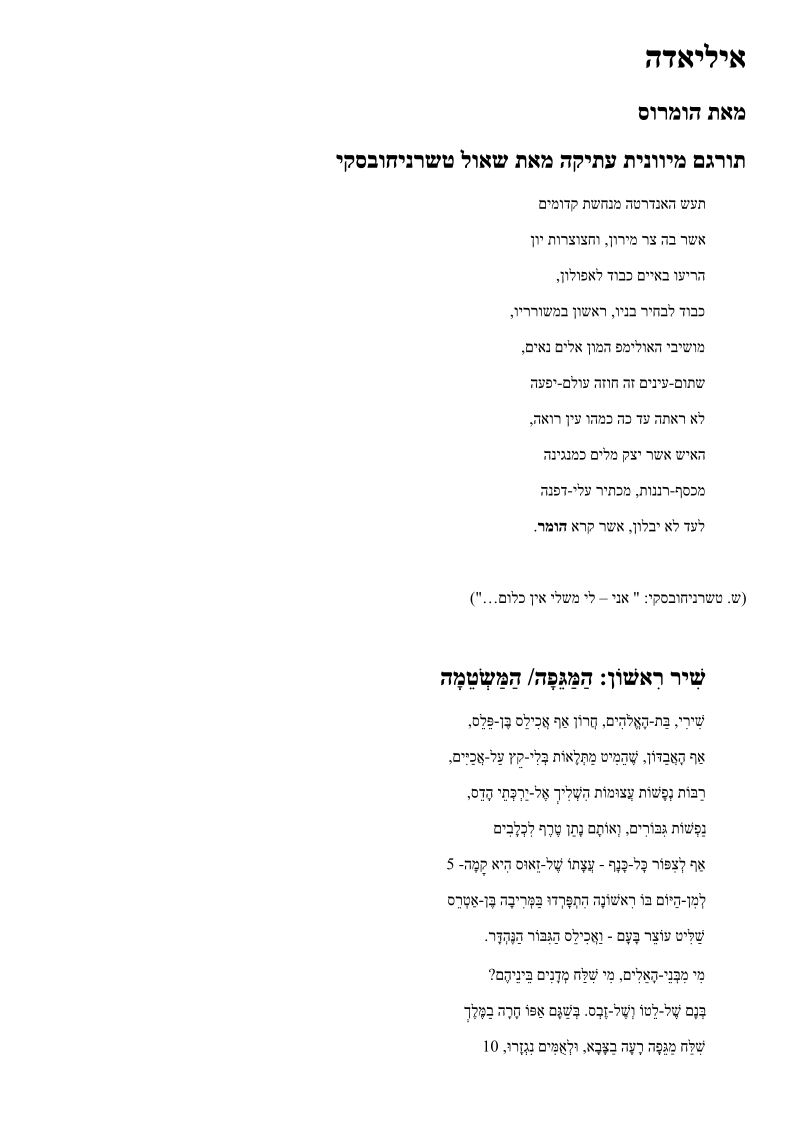 איליאדה
מאת הומרוס
תורגם מיוונית עתיקה מאת שאול טשרניחובסקי
תעש האנדרטה מנחשת קדומים
אשר בה צר מירון, וחצוצרות יון
הריעו באיים כבוד לאפולון,
כבוד לבחיר בניו, ראשון במשורריו,
מושיבי האולימפ המון אלים נאים,
שתום-עינים זה חוזה עולם-יפעה
לא ראתה עד כה כמהו עין רואה,
האיש אשר יצק מלים כמנגינה
מכסף-רננות, מכתיר עלי-דפנה
לעד לא יבלון, אשר קרא הומר.
(ש. טשרניחובסקי: " אני – לי משלי אין כלום…")
שִׁיר רִאשׁוֹן: הַמַּגֵּפָה/ הַמַּשְׂטֵמָה
שִׁירִי, בַּת-הָאֱלֹהִים, חֲרוֹן אַף אֲכִילֵס בֶּן-פֵּלֵס,
אַף הָאֲבַדּוֹן, שֶׁהֵמִיט מַתְּלָאוֹת בְּלִי-קֵץ עַל-אֲכַיִּים,
רַבּוֹת נְפָשׁוֹת עֲצוּמוֹת הִשְׁלִיךְ אֶל-יַרְכְּתֵי הָדֵס,
נַפְשׁוֹת גִּבּוֹרִים, וְאוֹתָם נָתַן טֶרֶף לִכְלָבִים
אַף לְצִפּוֹר כָּל-כָּנָף - עֲצָתוֹ שֶׁל-זֵאוּס הִיא קָמָה- 5
לְמִן-הַיּוֹם בּוֹ רִאשׁוֹנָה הִתְפָּרְדוּ בַּמְּרִיבָה בֶּן-אַטְרֵס
שַׁלִּיט עוֹצֵר בָּעָם - וַאֲכִילֵס הַגִּבּוֹר הַנֶּהְדָּר.
מִי מִבְּנֵי-הָאֵלִים, מִי שִׁלַּח מְדָנִים בֵּינֵיהֶם?
בְּנָם שֶׁל-לֵטוֹ וְשֶׁל-זֶבְס. בְּשַׁגַּם אַפּוֹ חָרָה בַמֶּלֶךְ
שִׁלַּח מַגֵּפָה רָעָה בַצָּבָא, וּלְאֻמִּים נִגְזָרוּ, 10